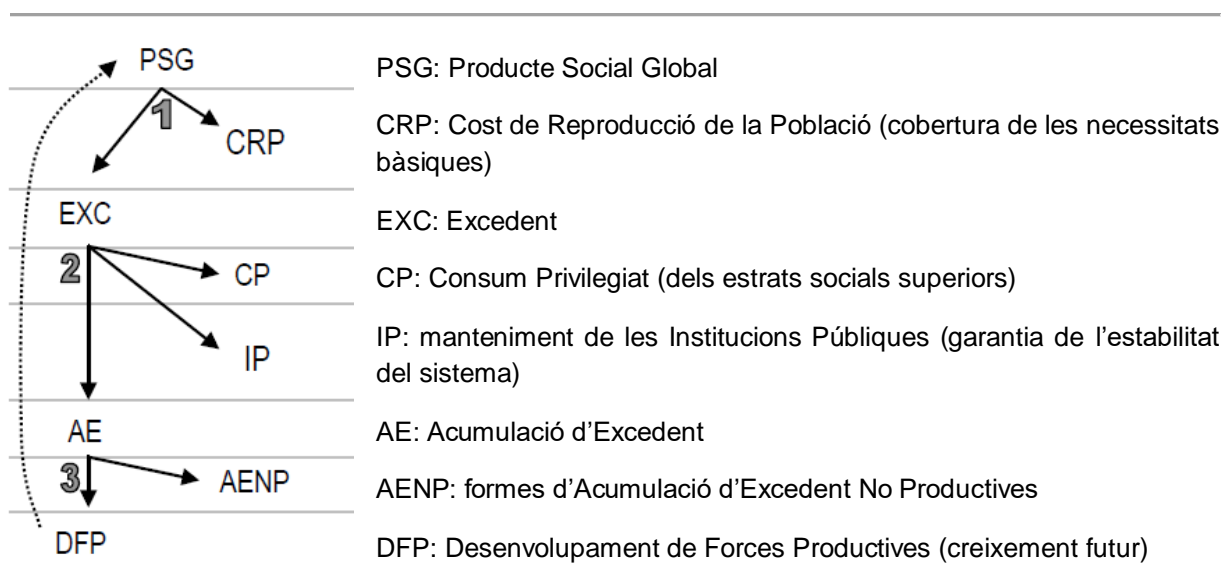 PSG
PSG: Producte Social Global
1
CRP
CRP: Cost de Reproducció de la Població (cobertura de les necessitats
bàsiques)
EXC
EXC: Excedent
2
CP
CP: Consum Privilegiat (dels estrats socials superiors)
IP
IP: manteniment de les Institucions Públiques (garantia de l’estabilitat
del sistema)
AE
AE: Acumulació d’Excedent
3
AENP
AENP: formes d’Acumulació d’Excedent No Productives
DFP
DFP: Desenvolupament de Forces Productives (creixement futur)